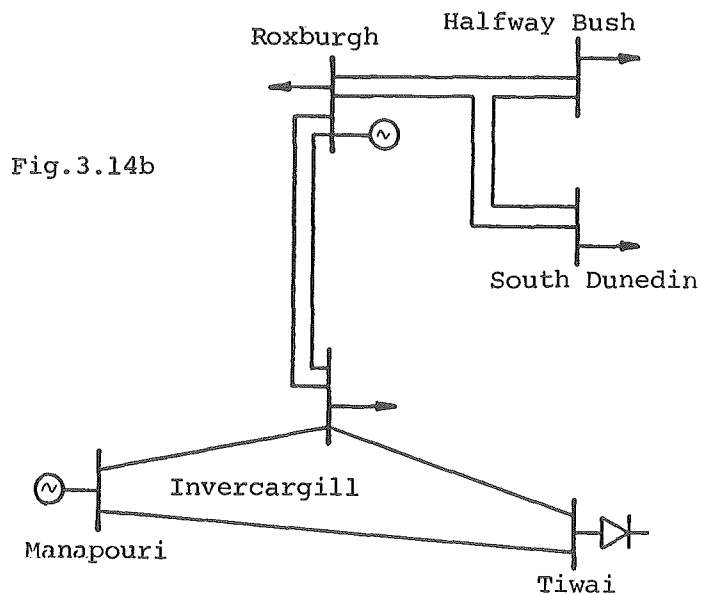 Halfway Bush
Roxburgh
Fig.3.14b
South Dunedin
Invercargill
Manapouri
Tiwai